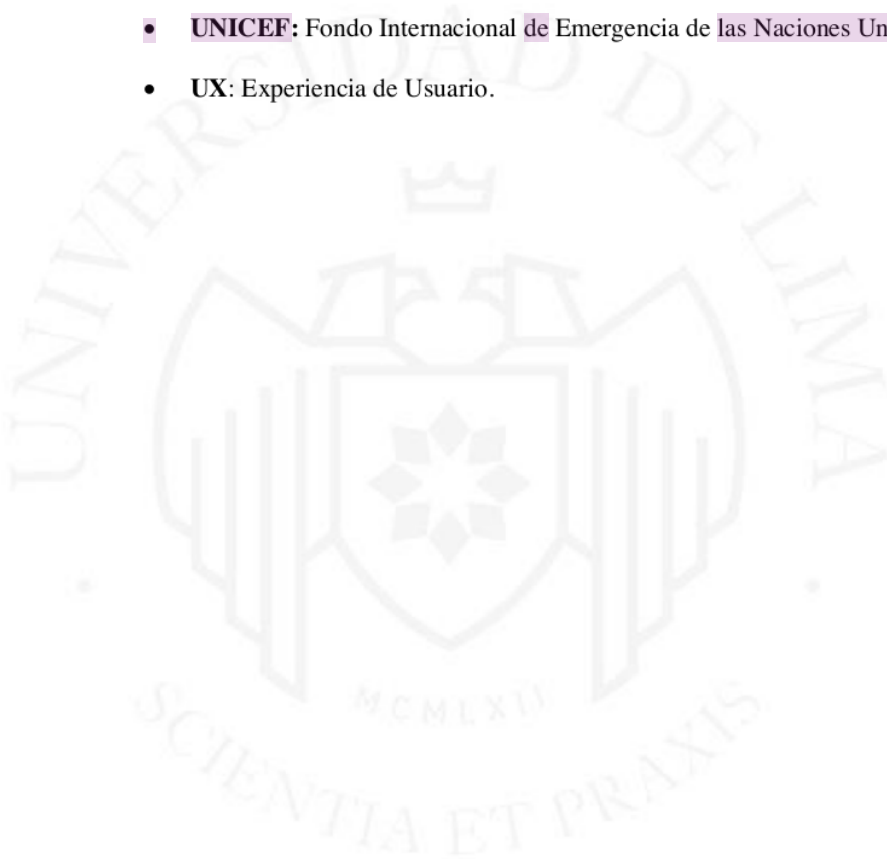 • UNICEF: Fondo Internacional de Emergencia de las Naciones Un
• UX: Experiencia de Usuario.
UNIVERSIDAD DE LIMA
MCMLXII
SCIENTIA ET PRAXIS